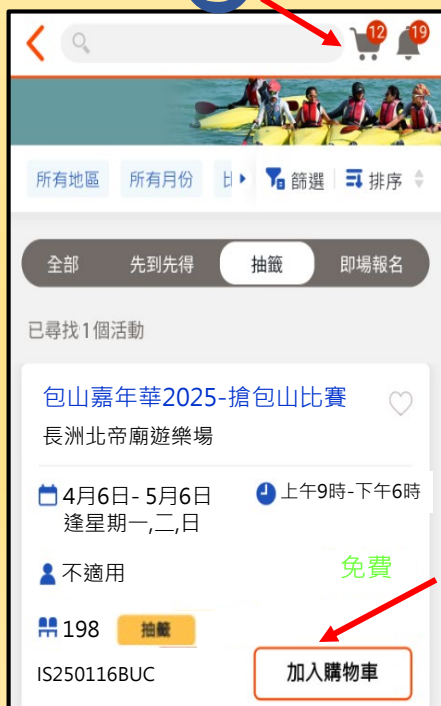 12 19
所有地區 所有月份 篩選 排序
全部 先到先得 抽籤 即場報名
已尋找1個活動
包山嘉年華2025-搶包山比賽
長洲北帝廟遊樂場
4月6日- 5月6日 上午9時-下午6時
逢星期一,二,日
不適用 免費
198 抽籤
IS250116BUC 加入購物車